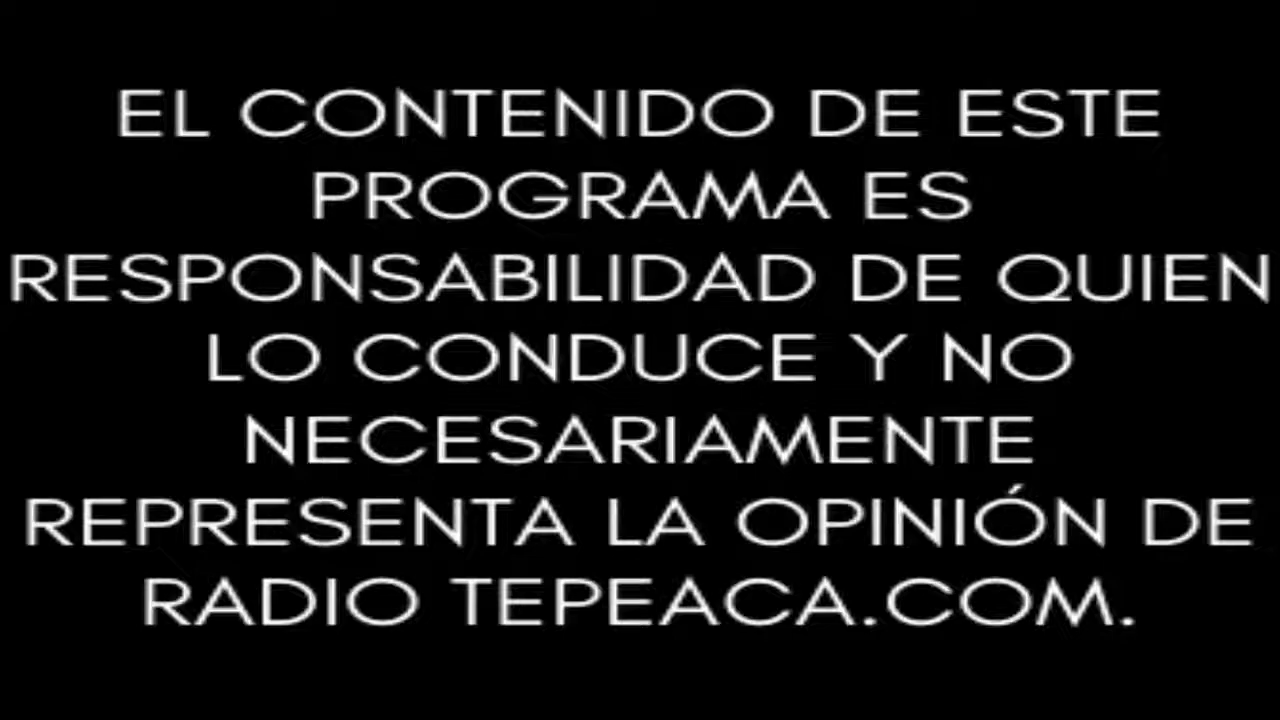 EL CONTENIDO DE ESTE
PROGRAMA ES
RESPONSABILIDAD DE QUIEN
LO CONDUCE Y NO
NECESARIAMENTE
REPRESENTA LA OPINIÓN DE
RADIO TEPEACA.COM.